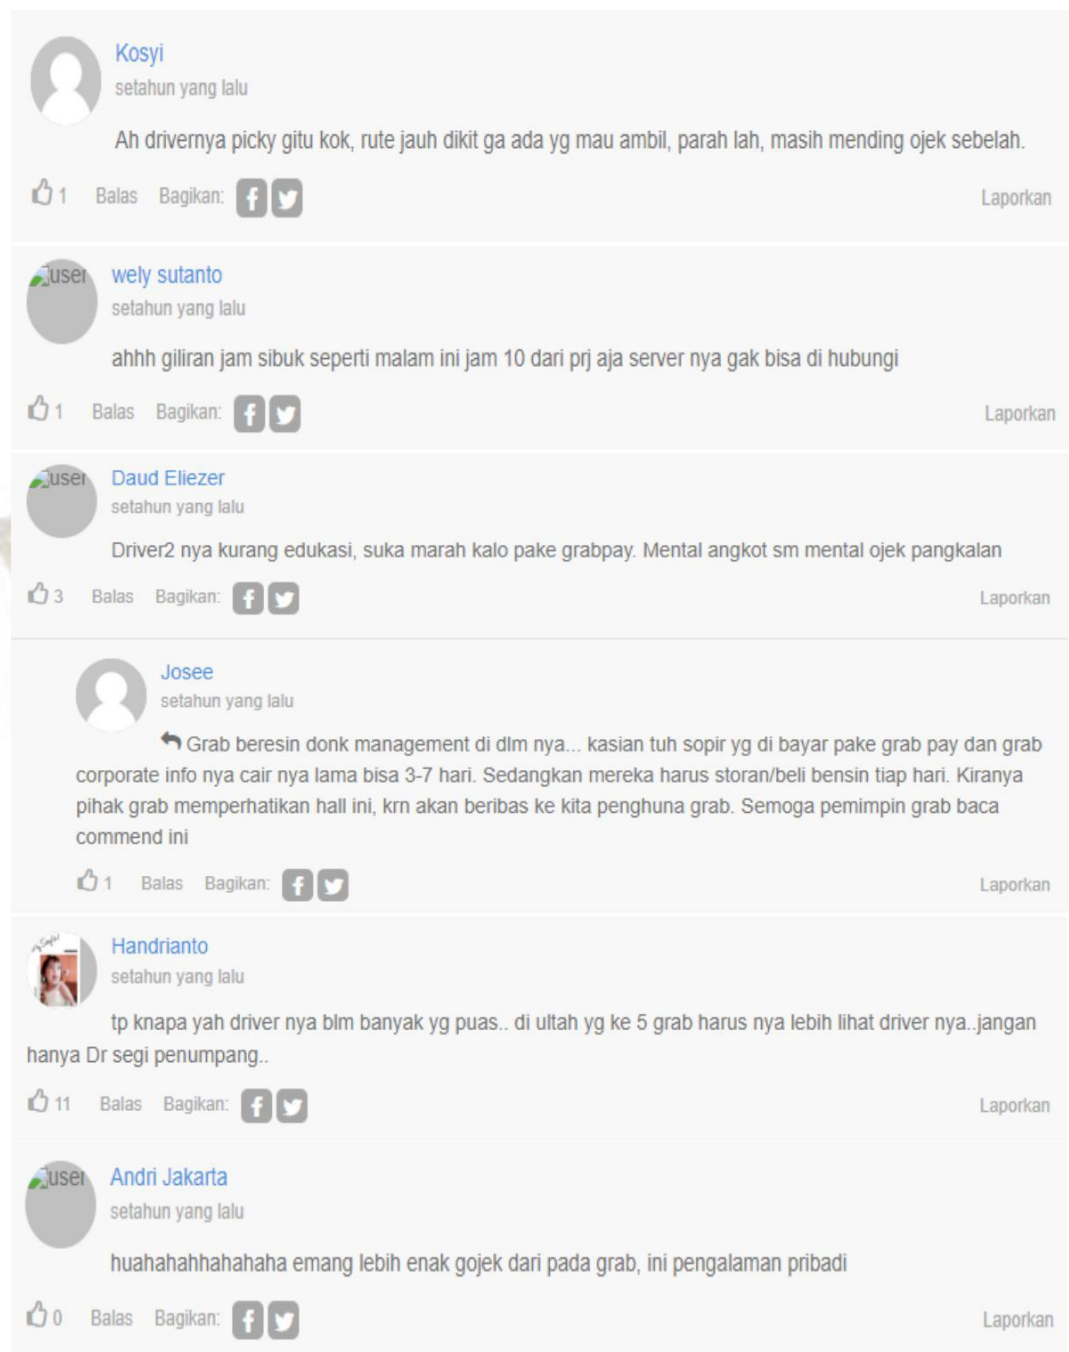 Kosyi
setahun yang lalu
Ah drivernya picky gitu kok, rute jauh dikit ga ada yg mau ambil, parah lah, masih mending ojek sebelah.
1 Balas Bagikan: Laporkan
user wely sutanto
setahun yang lalu
ahhh giliran jam sibuk seperti malam ini jam 10 dari prj aja server nya gak bisa di hubungi
1 Balas Bagikan: Laporkan
user Daud Eliezer
setahun yang lalu
Driver2 nya kurang edukasi, suka marah kalo pake grabpay. Mental angkot sm mental ojek pangkalan
3 Balas Bagikan: Laporkan
Josee
setahun yang lalu
Grab beresin donk management di dlm nya... kasian tuh sopir yg di bayar pake grab pay dan grab
corporate info nya cair nya lama bisa 3-7 hari. Sedangkan mereka harus storan/beli bensin tiap hari. Kiranya
pihak grab memperhatikan hall ini, krn akan beribas ke kita penghuna grab. Semoga pemimpin grab baca
commend ini
1 Balas Bagikan: Laporkan
Handrianto
setahun yang lalu
tp knapa yah driver nya blm banyak yg puas.. di ultah yg ke 5 grab harus nya lebih lihat driver nya..jangan
hanya Dr segi penumpang..
11 Balas Bagikan: Laporkan
user Andri Jakarta
setahun yang lalu
huahahahhahahaha emang lebih enak gojek dari pada grab, ini pengalaman pribadi
0 Balas Bagikan: Laporkan